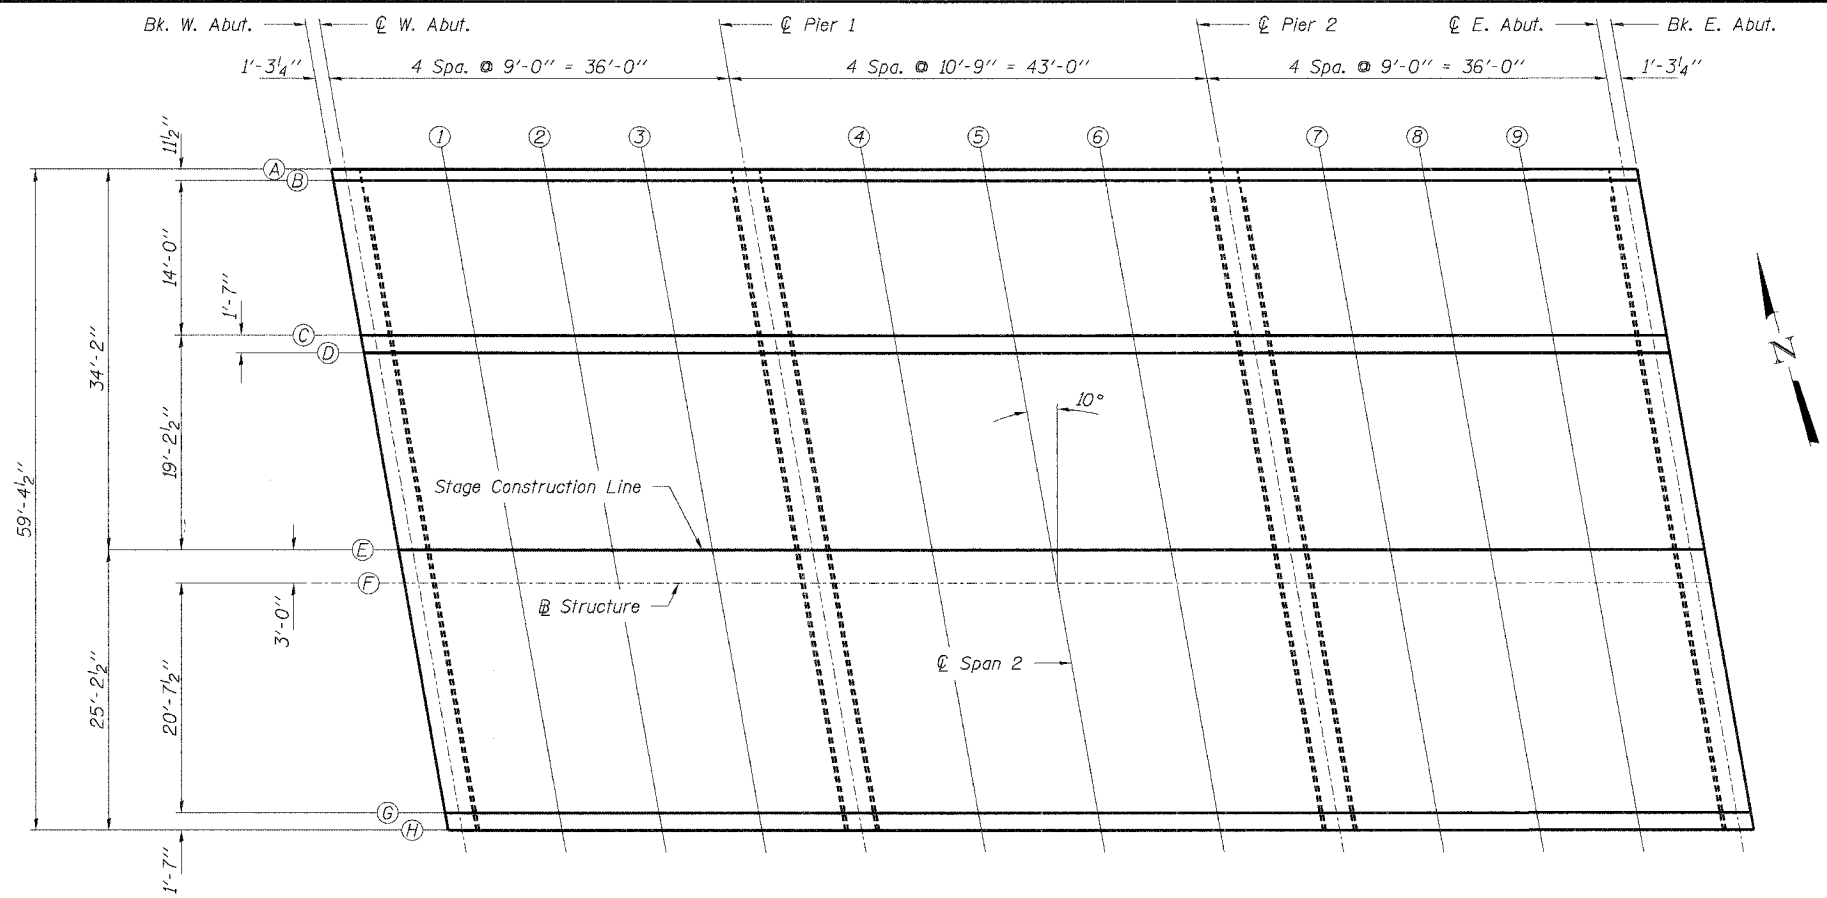 Bk. W. Abut.
℄ W. Abut.
℄ Pier 1
℄ Pier 2
℄ E. Abut.
Bk. E. Abut.
1'-3¼"
4 Spa. @ 9'-0" = 36'-0"
4 Spa. @ 10'-9" = 43'-0"
4 Spa. @ 9'-0" = 36'-0"
1'-3¼"
11½"
1
2
3
4
5
6
7
8
9
A
B
14'-0"
1'-7"
C
D
34'-2"
10°
N
19'-2½"
59'-4½"
Stage Construction Line
E
F
3'-0"
℄ Structure
25'-2½"
20'-7½"
℄ Span 2
G
H
1'-7"